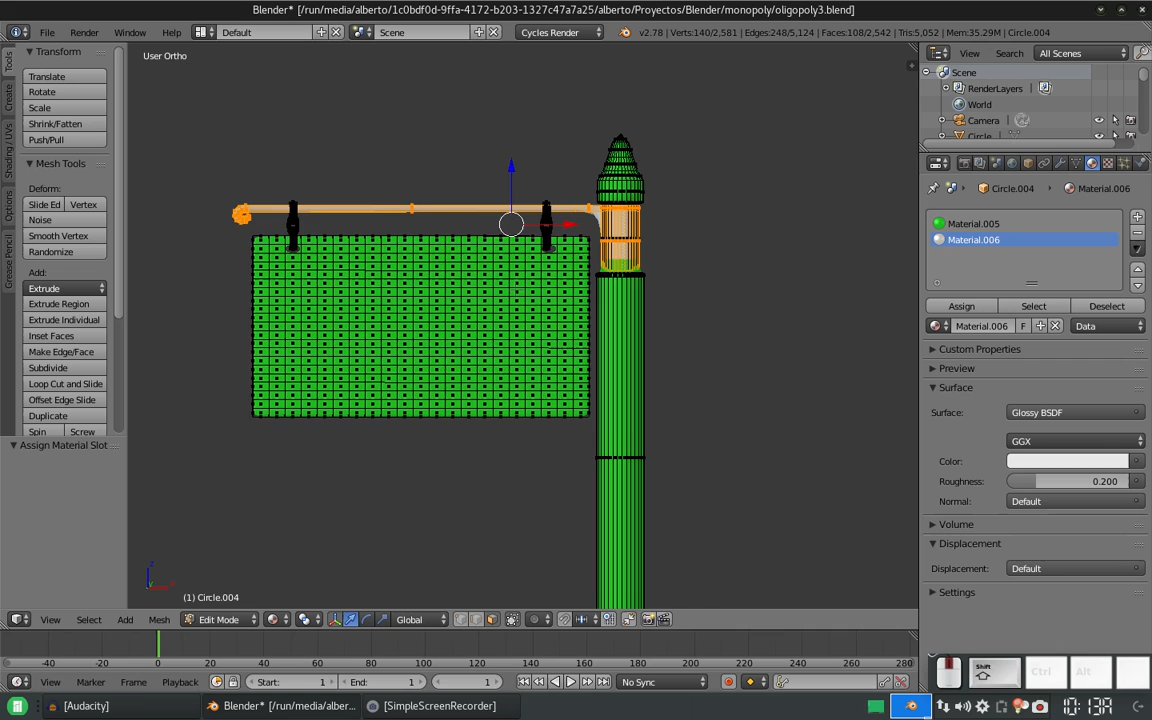 Blender* [/run/media/alberto/1c0bdf0d-9ffa-4172-b203-1327c47a7a25/alberto/Proyectos/Blender/monopoly/oligopoly3.blend]
File Render Window Help Default Scene Cycles Render v2.78 | Verts:140/2,581 | Edges:248/5,124 | Faces:108/2,542 | Tris:5,052 | Mem:35.29M | Circle.004
Tools
Create
Shading / UVs
Options
Grease Pencil
Transform
Translate
Rotate
Scale
Shrink/Fatten
Push/Pull
Mesh Tools
Deform:
Slide Ed Vertex
Noise
Smooth Vertex
Randomize
Add:
Extrude
Extrude Region
Extrude Individual
Inset Faces
Make Edge/Face
Subdivide
Loop Cut and Slide
Offset Edge Slide
Duplicate
Spin Screw
Assign Material Slot
User Ortho
(1) Circle.004
View Search All Scenes
Scene
RenderLayers
World
Camera
Circle
Circle.004 Material.006
Material.005
Material.006
Assign Select Deselect
Material.006 F Data
Custom Properties
Preview
Surface
Surface: Glossy BSDF
GGX
Color:
Roughness: 0.200
Normal: Default
Volume
Displacement
Displacement: Default
Settings
View Select Add Mesh Edit Mode Global
-40 -20 0 20 40 60 80 100 120 140 160 180 200 220 240 260 280
View Marker Frame Playback Start: 1 End: 1 1 No Sync
Shift Ctrl Alt
[Audacity] Blender* [/run/media/alber... [SimpleScreenRecorder]